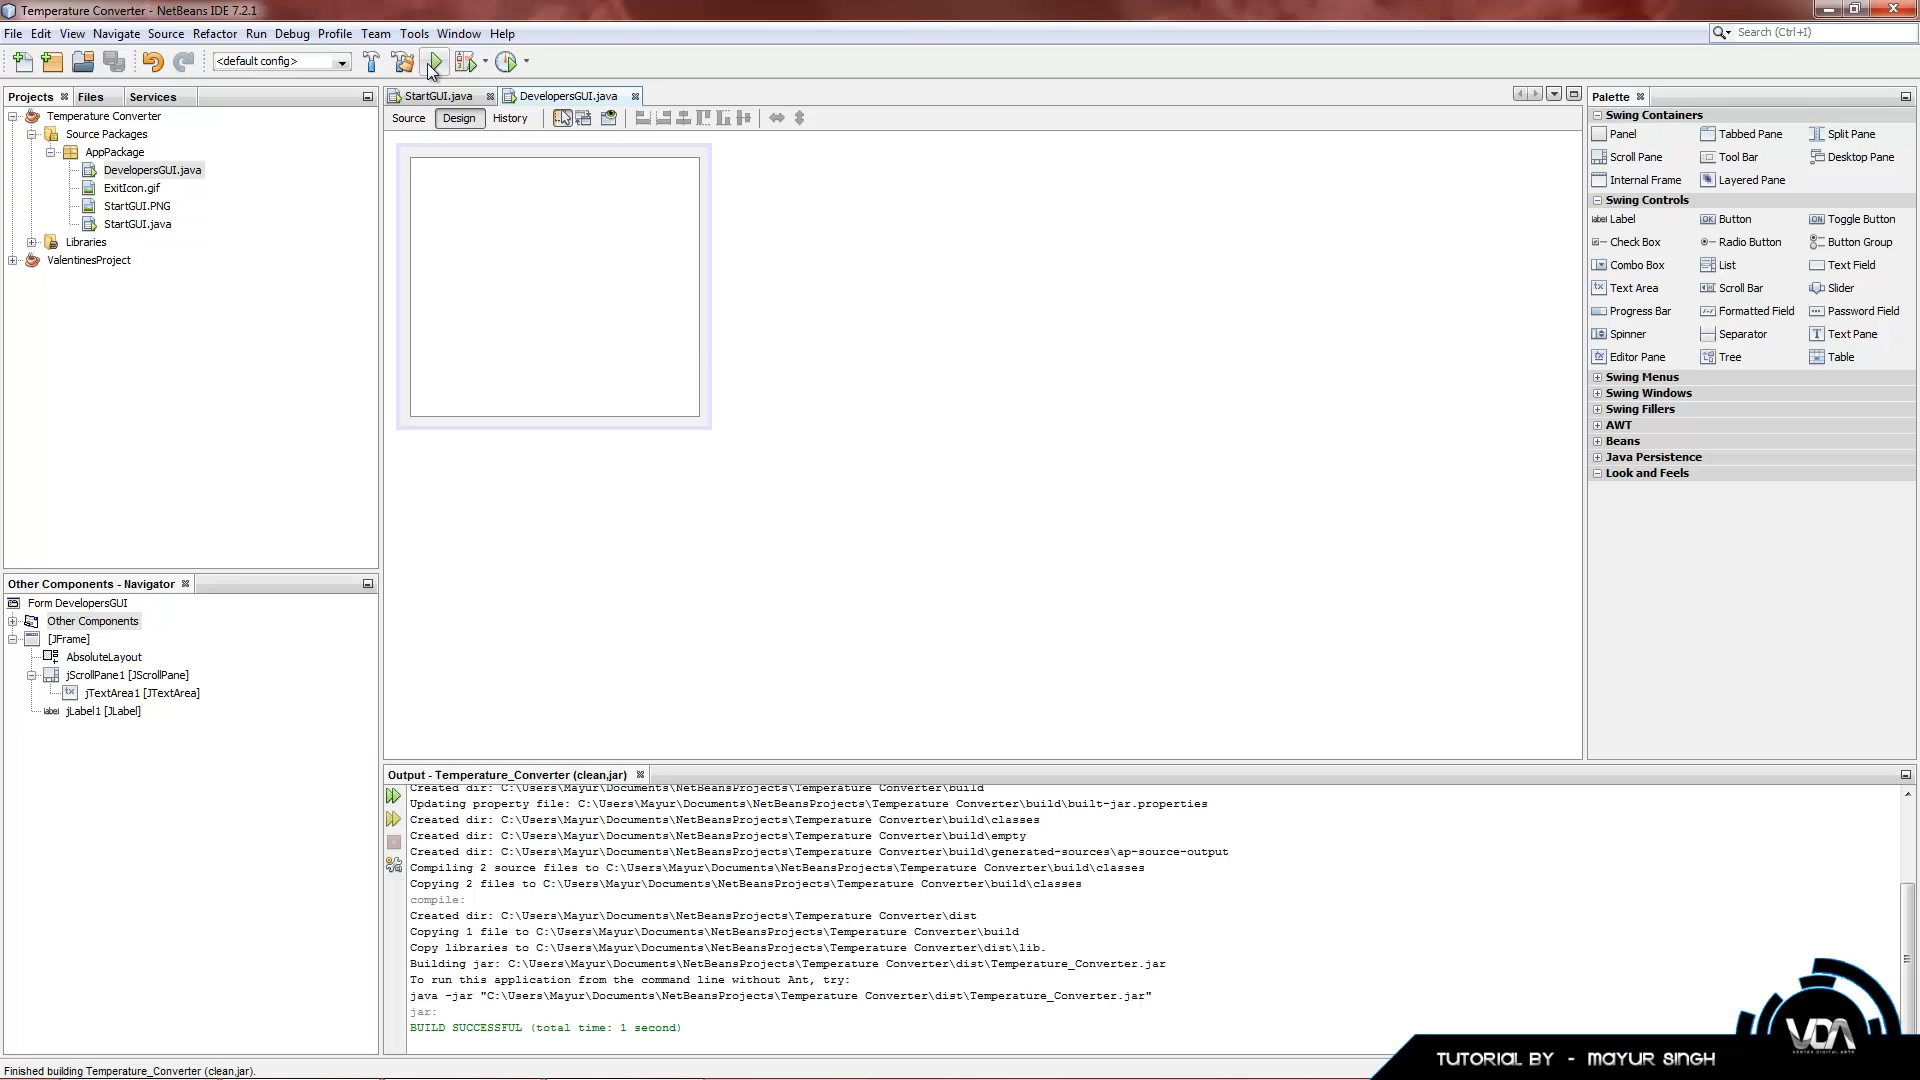 Temperature Converter - NetBeans IDE 7.2.1
File Edit View Navigate Source Refactor Run Debug Profile Team Tools Window Help
Search (Ctrl+I)
<default config>
Projects Files Services
StartGUI.java DevelopersGUI.java
Palette
Source Design History
Temperature Converter
Source Packages
AppPackage
DevelopersGUI.java
ExitIcon.gif
StartGUI.PNG
StartGUI.java
Libraries
ValentinesProject
Swing Containers
Panel Tabbed Pane Split Pane
Scroll Pane Tool Bar Desktop Pane
Internal Frame Layered Pane
Swing Controls
label Label OK Button ON Toggle Button
Check Box Radio Button Button Group
Combo Box List Text Field
Text Area Scroll Bar Slider
Progress Bar Formatted Field Password Field
Spinner Separator Text Pane
Editor Pane Tree Table
Swing Menus
Swing Windows
Swing Fillers
AWT
Beans
Java Persistence
Look and Feels
Other Components - Navigator
Form DevelopersGUI
Other Components
[JFrame]
AbsoluteLayout
jScrollPane1 [JScrollPane]
jTextArea1 [JTextArea]
label jLabel1 [JLabel]
Output - Temperature_Converter (clean,jar)
Created dir: C:\Users\Mayur\Documents\NetBeansProjects\Temperature Converter\build
Updating property file: C:\Users\Mayur\Documents\NetBeansProjects\Temperature Converter\build\built-jar.properties
Created dir: C:\Users\Mayur\Documents\NetBeansProjects\Temperature Converter\build\classes
Created dir: C:\Users\Mayur\Documents\NetBeansProjects\Temperature Converter\build\empty
Created dir: C:\Users\Mayur\Documents\NetBeansProjects\Temperature Converter\build\generated-sources\ap-source-output
Compiling 2 source files to C:\Users\Mayur\Documents\NetBeansProjects\Temperature Converter\build\classes
Copying 2 files to C:\Users\Mayur\Documents\NetBeansProjects\Temperature Converter\build\classes
compile:
Created dir: C:\Users\Mayur\Documents\NetBeansProjects\Temperature Converter\dist
Copying 1 file to C:\Users\Mayur\Documents\NetBeansProjects\Temperature Converter\build
Copy libraries to C:\Users\Mayur\Documents\NetBeansProjects\Temperature Converter\dist\lib.
Building jar: C:\Users\Mayur\Documents\NetBeansProjects\Temperature Converter\dist\Temperature_Converter.jar
To run this application from the command line without Ant, try:
java -jar "C:\Users\Mayur\Documents\NetBeansProjects\Temperature Converter\dist\Temperature_Converter.jar"
jar:
BUILD SUCCESSFUL (total time: 1 second)
Finished building Temperature_Converter (clean,jar).
VDA
TUTORIAL BY - MAYUR SINGH